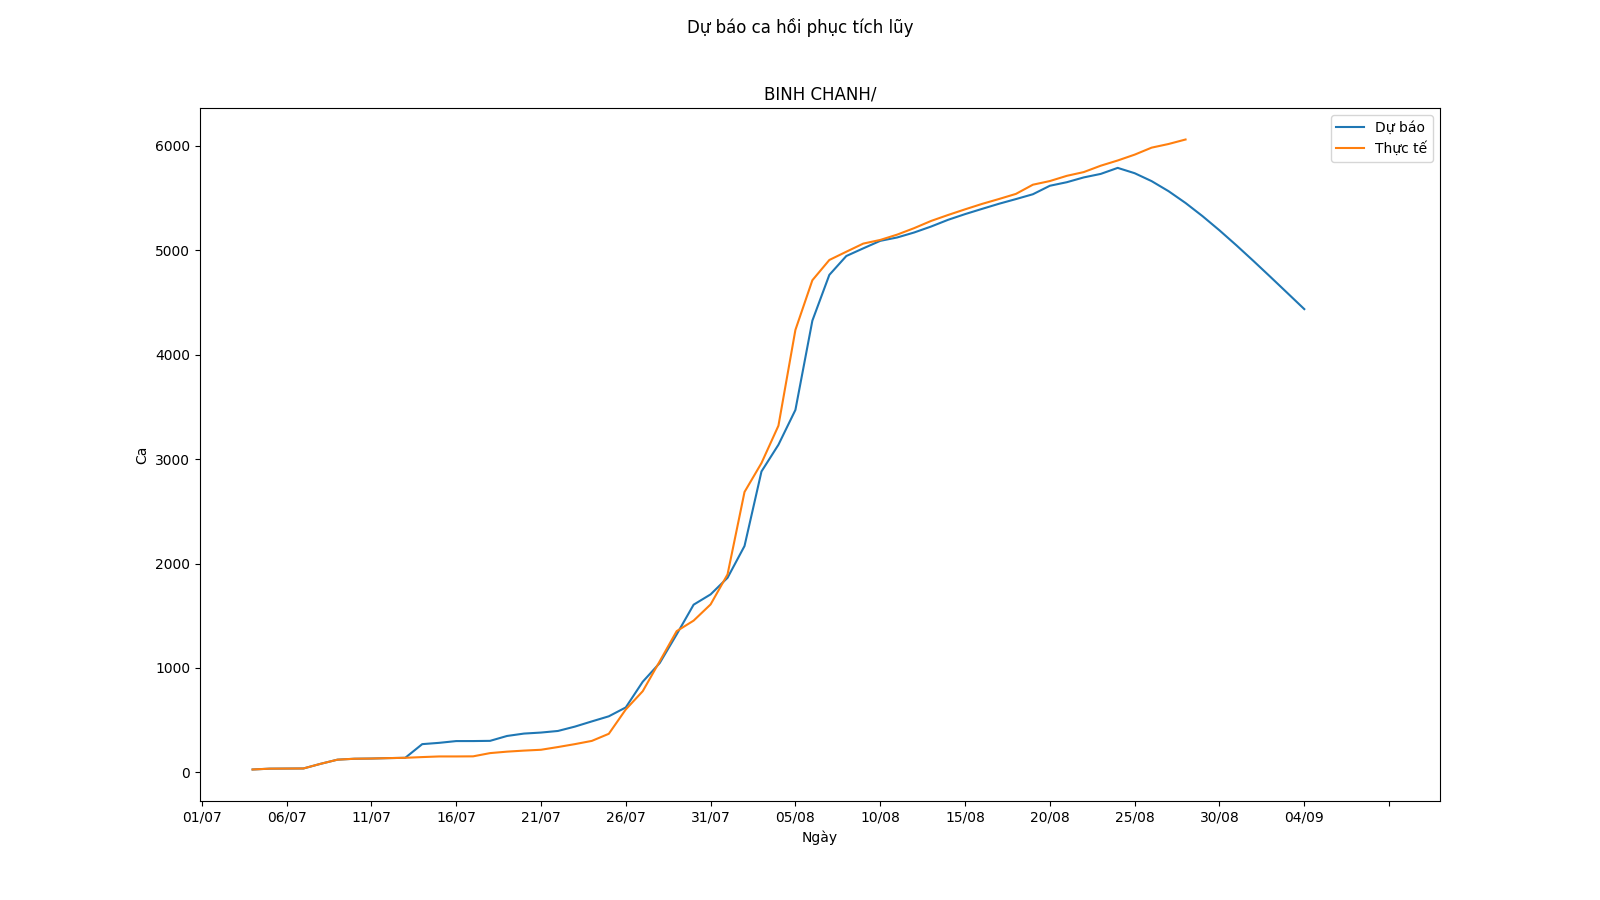 Dự báo ca hồi phục tích lũy
BINH CHANH/
Dự báo
Thực tế
6000
5000
4000
3000
2000
1000
0
Ca
01/07 06/07 11/07 16/07 21/07 26/07 31/07 05/08 10/08 15/08 20/08 25/08 30/08 04/09
Ngày